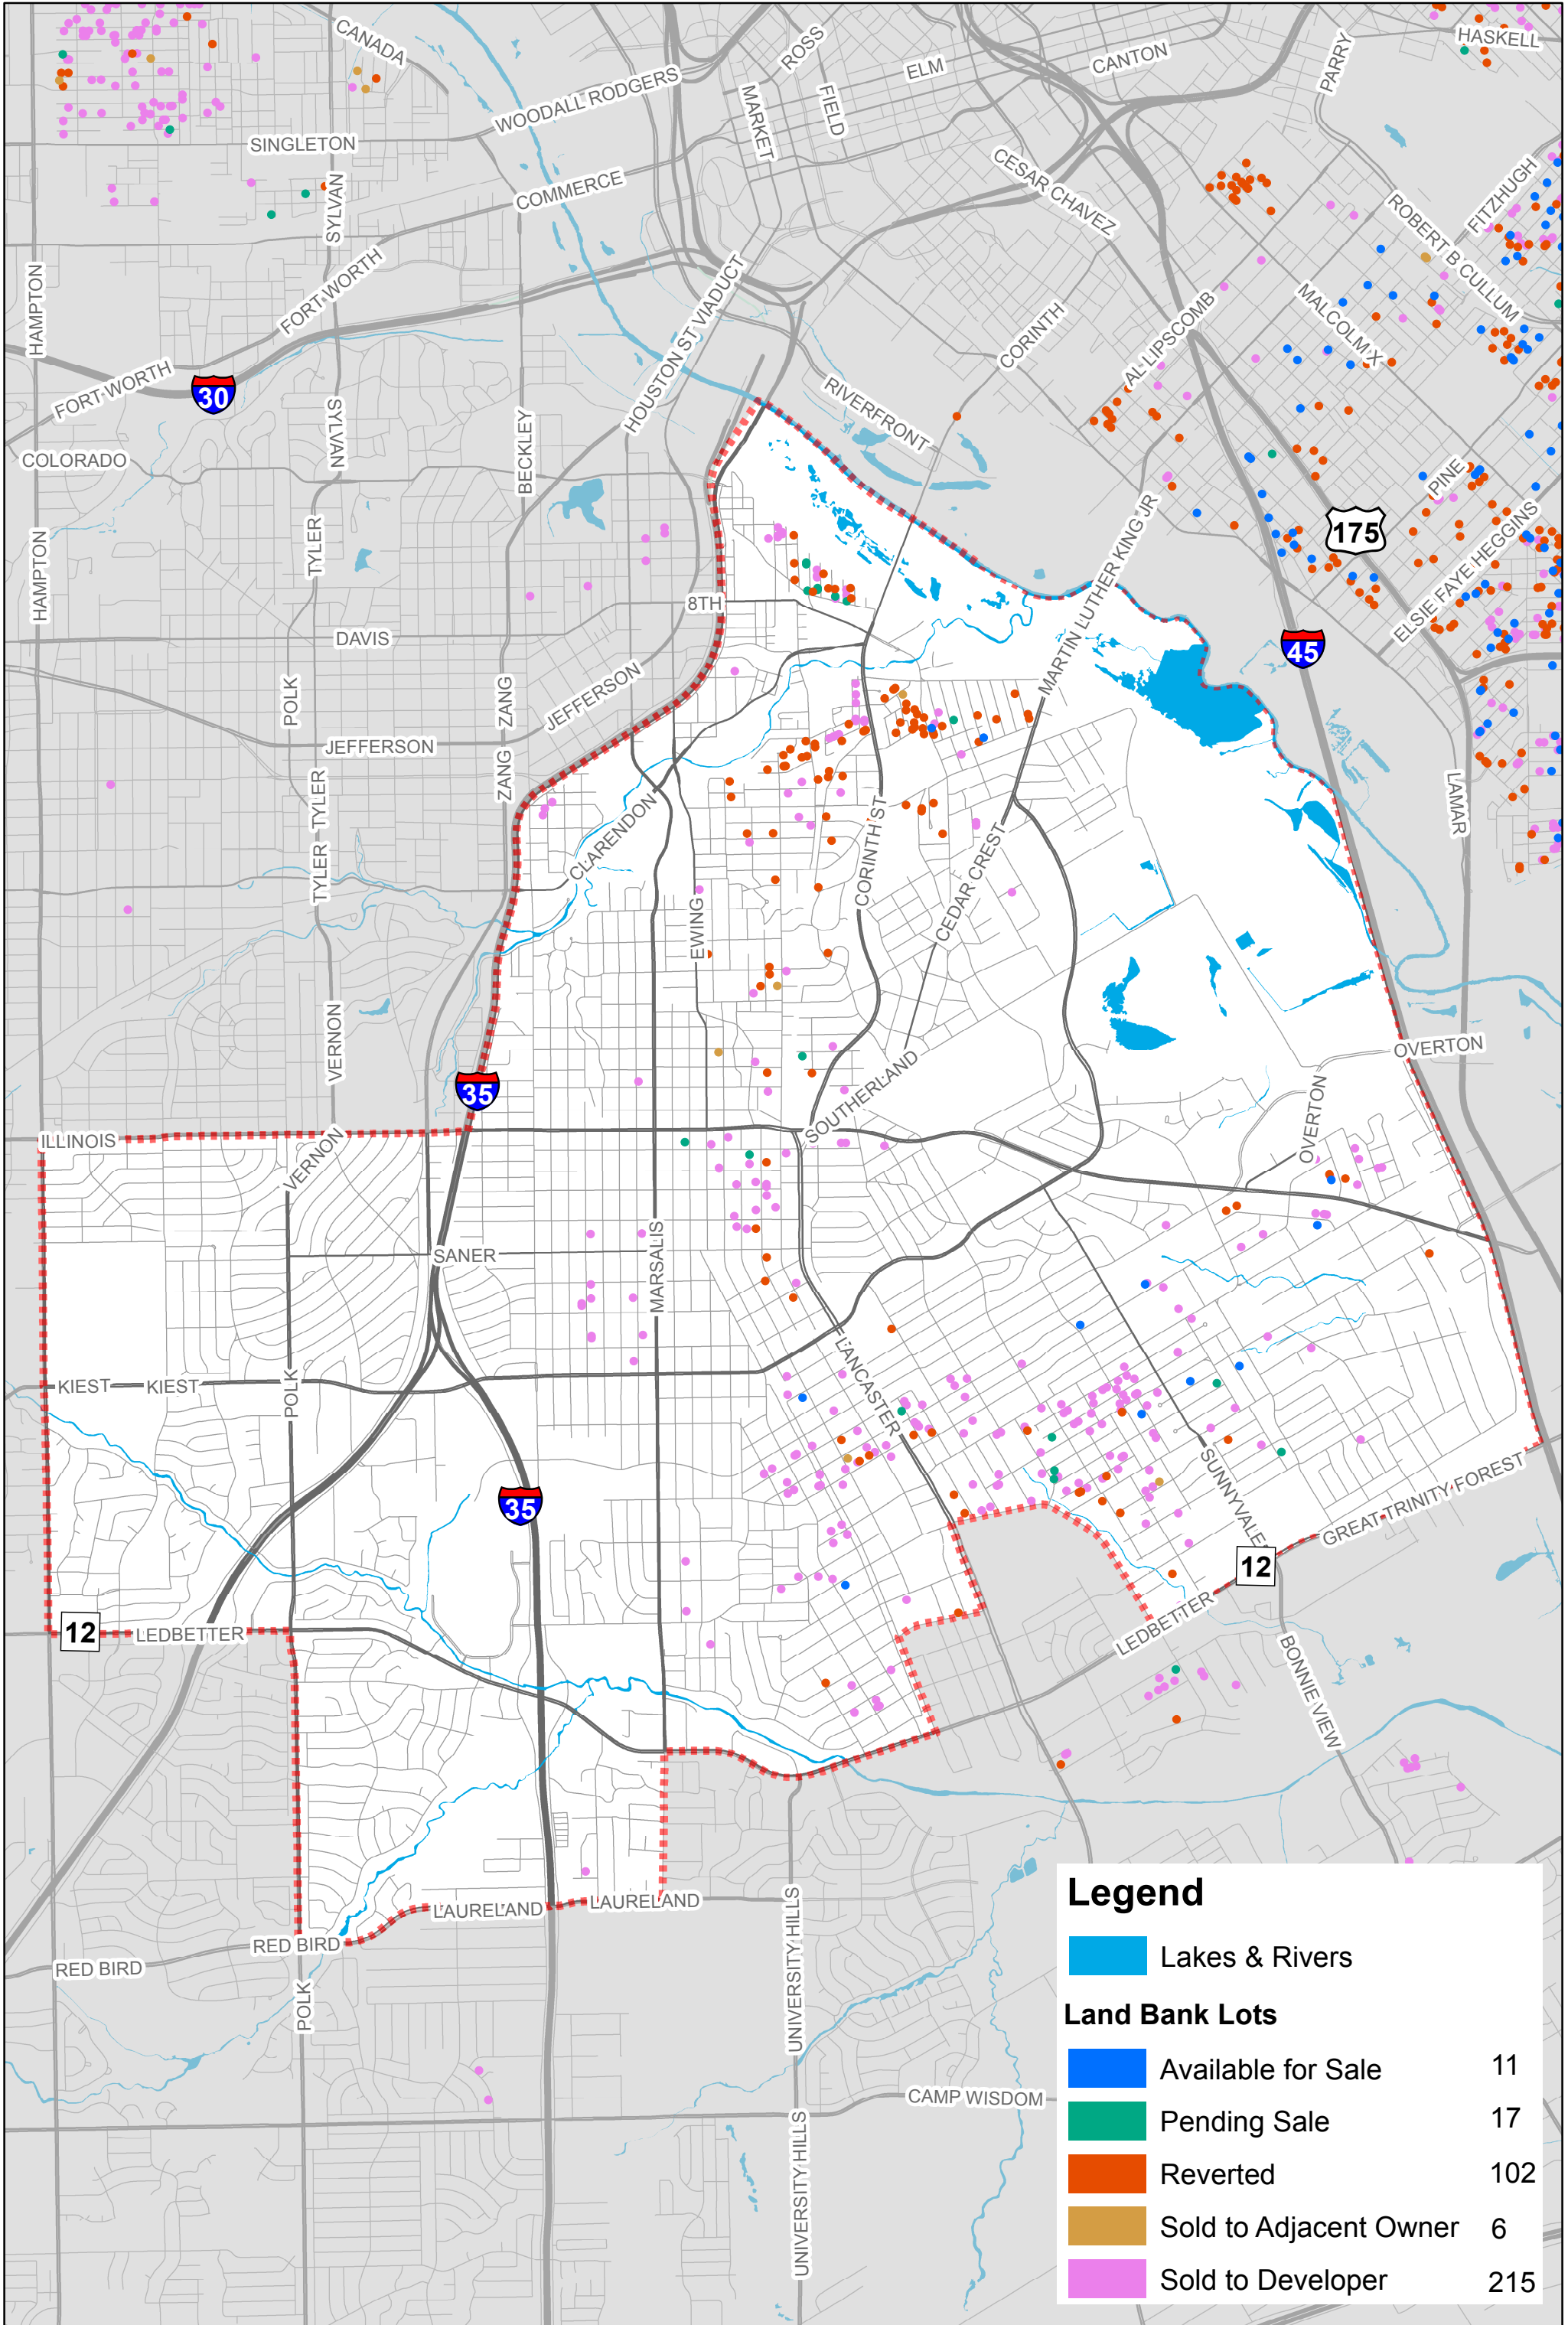 HASKELL
CANADA
ROSS
PARRY
CANTON
ELM
WOODALL RODGERS
MARKET
FIELD
SINGLETON
CESAR CHAVEZ
FITZHUGH
SYLVAN
COMMERCE
ROBERT B CULLUM
HAMPTON
FORT WORTH
HOUSTON ST VIADUCT
MALCOLM X
AL LIPSCOMB
CORINTH
FORT WORTH
30
RIVERFRONT
SYLVAN
BECKLEY
COLORADO
PINE
MARTIN LUTHER KING JR
175
ELSIE FAYE HEGGINS
HAMPTON
TYLER
8TH
DAVIS
45
POLK
ZANG
JEFFERSON
JEFFERSON
ZANG
TYLER
TYLER
LAMAR
CLARENDON
CORINTH ST
CEDAR CREST
EWING
VERNON
OVERTON
35
SOUTHERLAND
OVERTON
ILLINOIS
VERNON
SANER
MARSALIS
KIEST
KIEST
POLK
LANCASTER
SUNNYVALE
GREAT TRINITY FOREST
35
12
12
LEDBETTER
LEDBETTER
BONNIE VIEW
LAURELAND
LAURELAND
RED BIRD
RED BIRD
POLK
UNIVERSITY HILLS
CAMP WISDOM
UNIVERSITY HILLS
Legend
Lakes & Rivers
Land Bank Lots
Available for Sale 11
Pending Sale 17
Reverted 102
Sold to Adjacent Owner 6
Sold to Developer 215